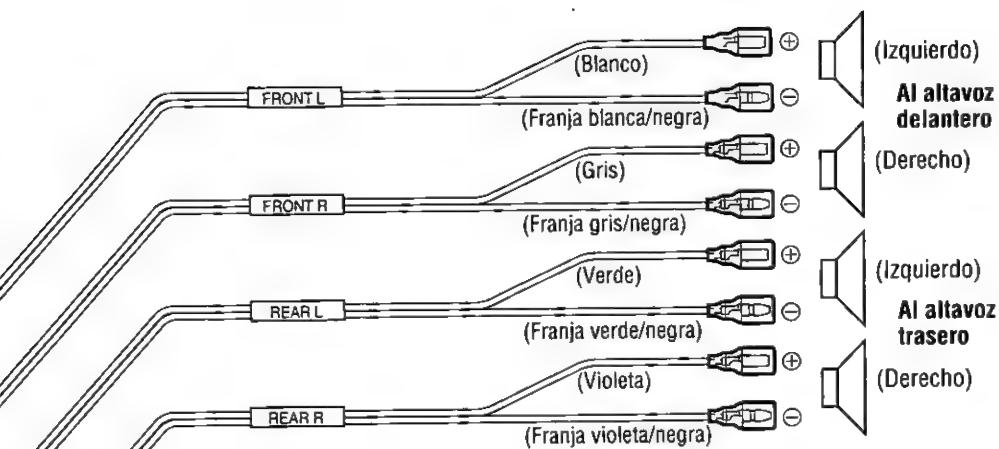 (Blanco)
⊕
(Izquierdo)
FRONT L
(Franja blanca/negra)
⊖
Al altavoz
delantero
(Gris)
⊕
(Derecho)
FRONT R
(Franja gris/negra)
⊖
(Verde)
⊕
(Izquierdo)
REAR L
(Franja verde/negra)
⊖
Al altavoz
trasero
(Violeta)
⊕
(Derecho)
REAR R
(Franja violeta/negra)
⊖